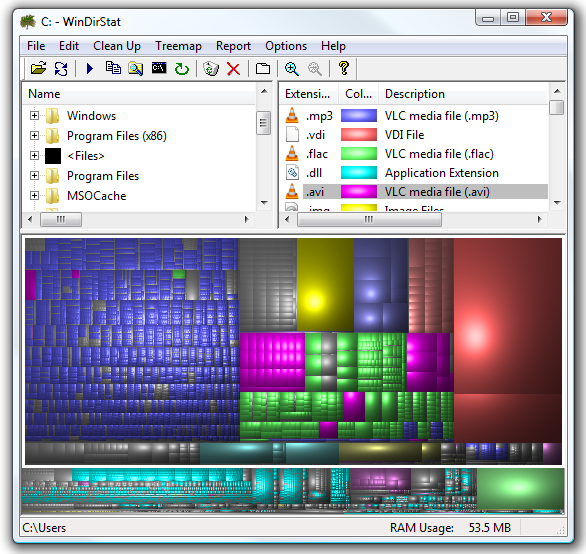 C: - WinDirStat
File Edit Clean Up Treemap Report Options Help
Name
Windows
Program Files (x86)
<Files>
Program Files
MSOCache
Extensi... Col... Description
.mp3 VLC media file (.mp3)
.vdi VDI File
.flac VLC media file (.flac)
.dll Application Extension
.avi VLC media file (.avi)
.img Image Files
C:\Users RAM Usage: 53.5 MB